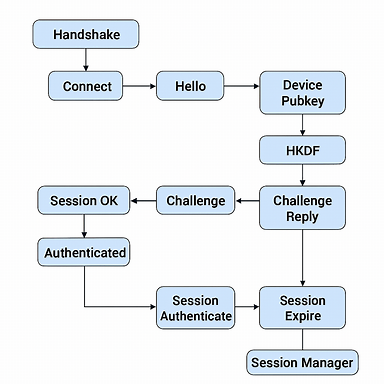 Handshake
Connect
Hello
Device
Pubkey
HKDF
Session OK
Challenge
Challenge
Reply
Authenticated
Session
Authenticate
Session
Expire
Session Manager